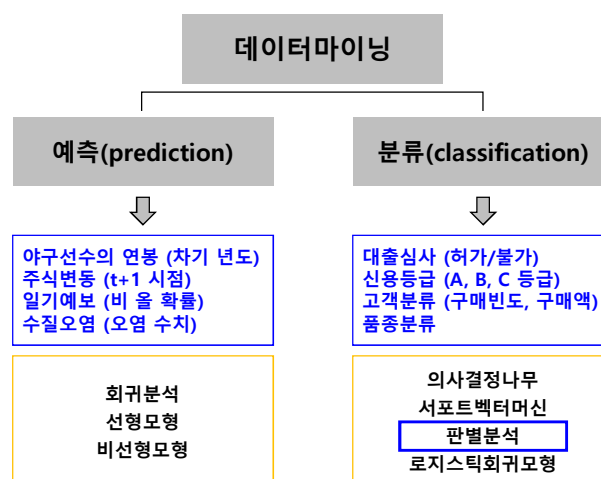 데이터마이닝
예측(prediction)
분류(classification)
야구선수의 연봉 (차기 년도)
주식변동 (t+1 시점)
일기예보 (비 올 확률)
수질오염 (오염 수치)
대출심사 (허가/불가)
신용등급 (A, B, C 등급)
고객분류 (구매빈도, 구매액)
품종분류
회귀분석
선형모형
비선형모형
의사결정나무
서포트벡터머신
판별분석
로지스틱회귀모형